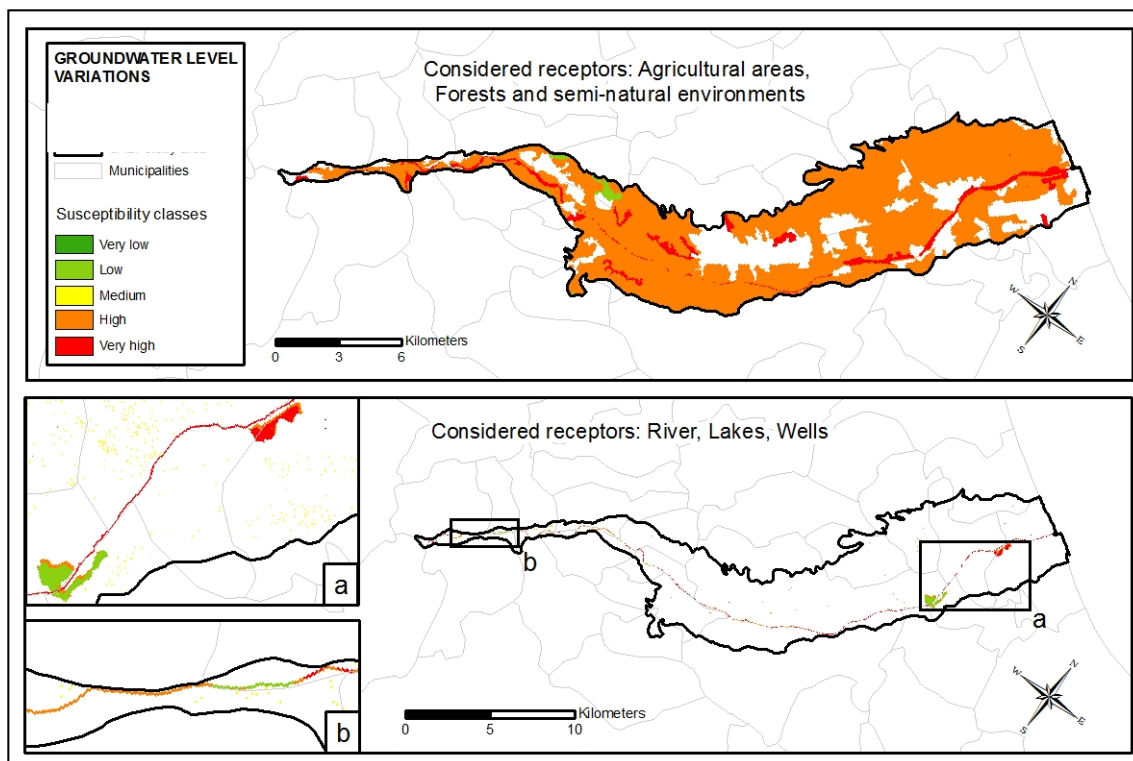 GROUNDWATER LEVEL
VARIATIONS
Municipalities
Susceptibility classes
Very low
Low
Medium
High
Very high
Considered receptors: Agricultural areas,
Forests and semi-natural environments
Kilometers
0 3 6
N
W
E
S
Considered receptors: River, Lakes, Wells
a
b
b
a
Kilometers
0 5 10
N
W
E
S